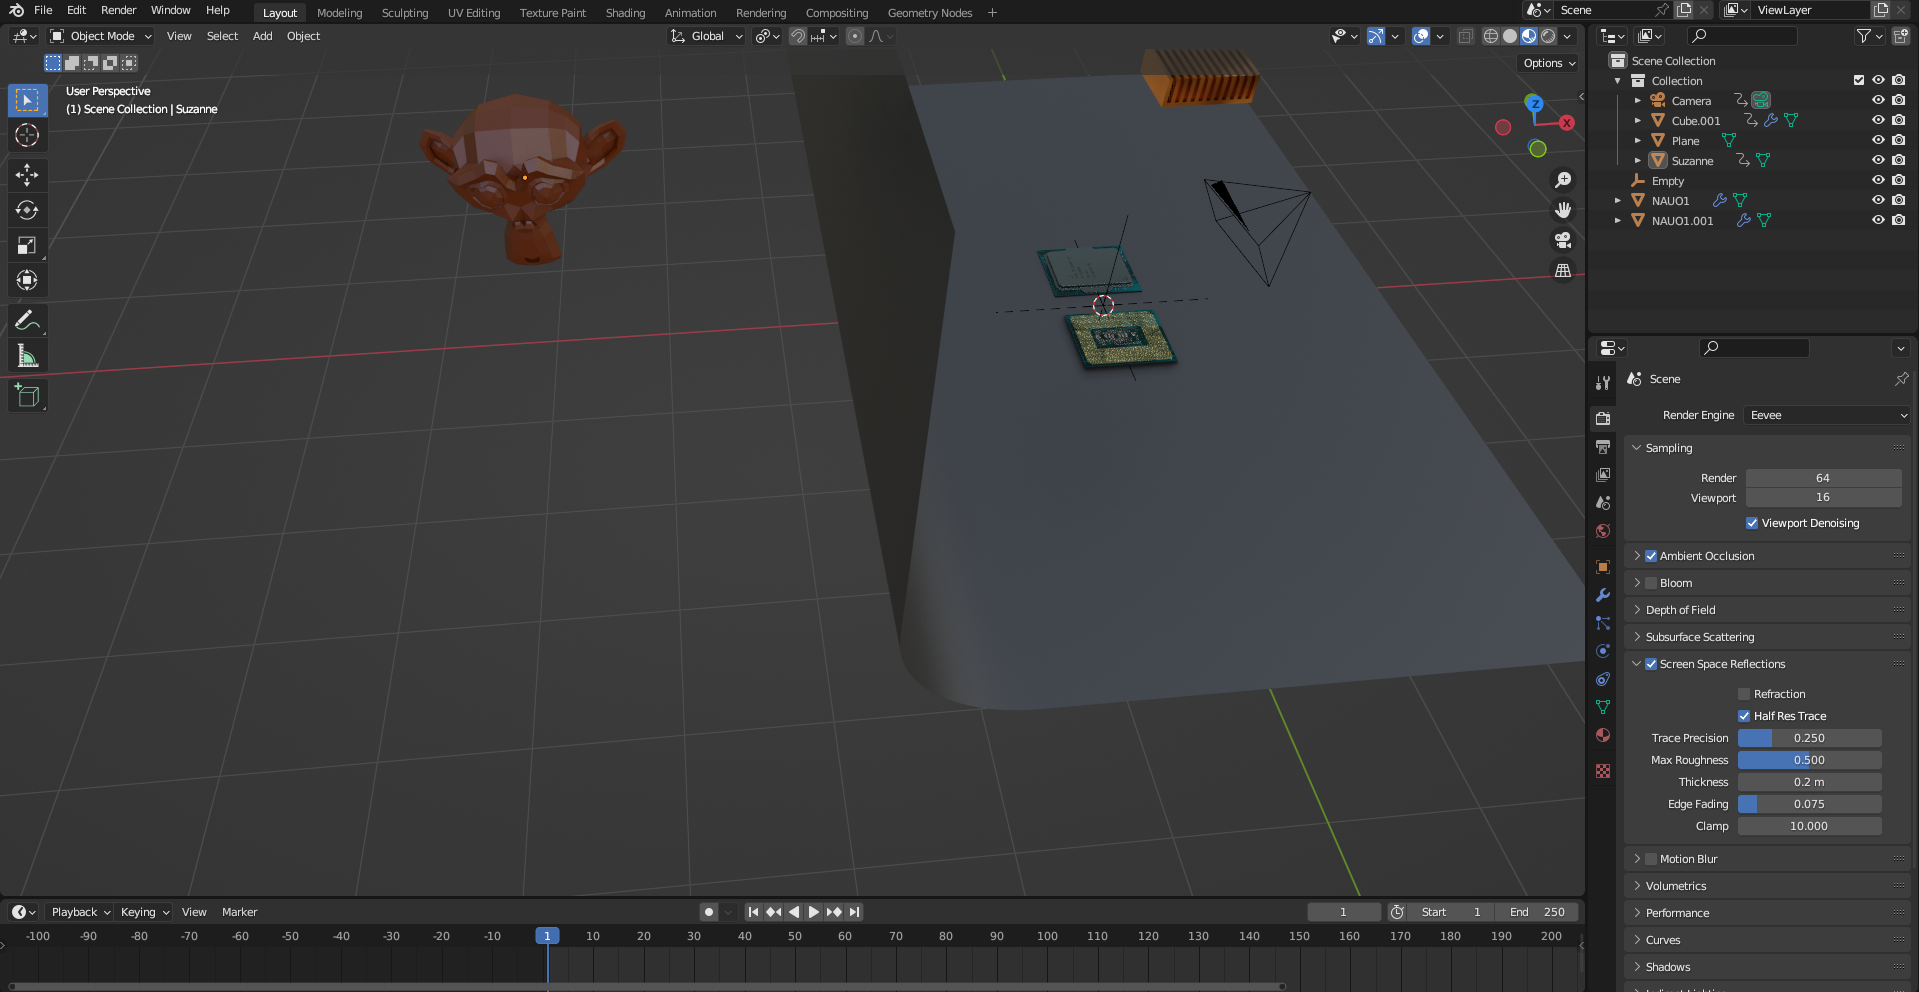 File Edit Render Window Help Layout Modeling Sculpting UV Editing Texture Paint Shading Animation Rendering Compositing Geometry Nodes + Scene ViewLayer
Object Mode View Select Add Object Global
Options
User Perspective
(1) Scene Collection | Suzanne
Z
X
Scene Collection
Collection
Camera
Cube.001
Plane
Suzanne
Empty
NAUO1
NAUO1.001
Scene
Render Engine Eevee
Sampling
Render 64
Viewport 16
Viewport Denoising
Ambient Occlusion
Bloom
Depth of Field
Subsurface Scattering
Screen Space Reflections
Refraction
Half Res Trace
Trace Precision 0.250
Max Roughness 0.500
Thickness 0.2 m
Edge Fading 0.075
Clamp 10.000
Motion Blur
Volumetrics
Performance
Curves
Shadows
Playback Keying View Marker 1 Start 1 End 250
-100 -90 -80 -70 -60 -50 -40 -30 -20 -10 1 10 20 30 40 50 60 70 80 90 100 110 120 130 140 150 160 170 180 190 200